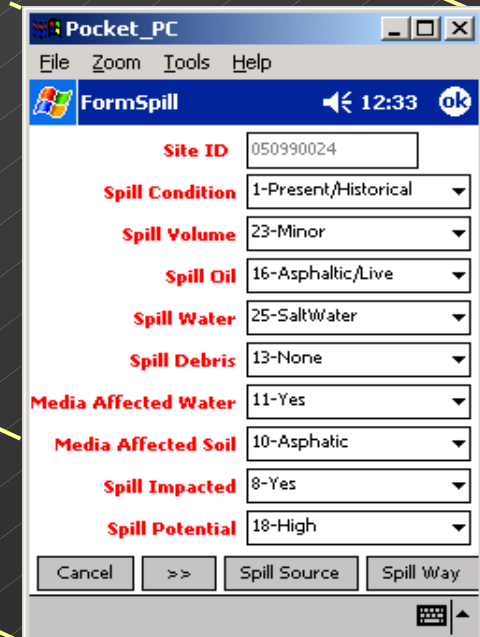 Pocket_PC
File Zoom Tools Help
FormSpill 12:33 ok
Site ID 050990024
Spill Condition 1-Present/Historical
Spill Volume 23-Minor
Spill Oil 16-Asphaltic/Live
Spill Water 25-SaltWater
Spill Debris 13-None
Media Affected Water 11-Yes
Media Affected Soil 10-Asphatic
Spill Impacted 8-Yes
Spill Potential 18-High
Cancel >> Spill Source Spill Way